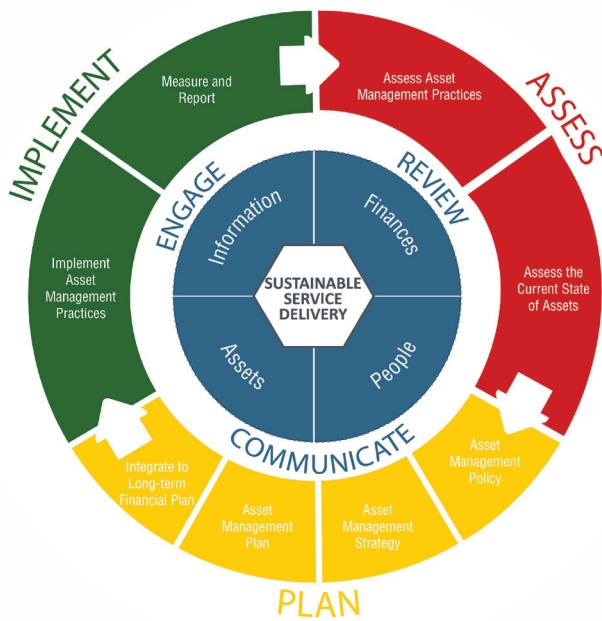 IMPLEMENT
Measure and
Report
Assess Asset
Management Practices
ASSESS
ENGAGE
REVIEW
Information
Finances
Implement
Asset
Management
Practices
SUSTAINABLE
SERVICE
DELIVERY
Assess the
Current State
of Assets
Assets
People
COMMUNICATE
Integrate to
Long-term
Financial Plan
Asset
Management
Plan
Asset
Management
Strategy
Asset
Management
Policy
PLAN